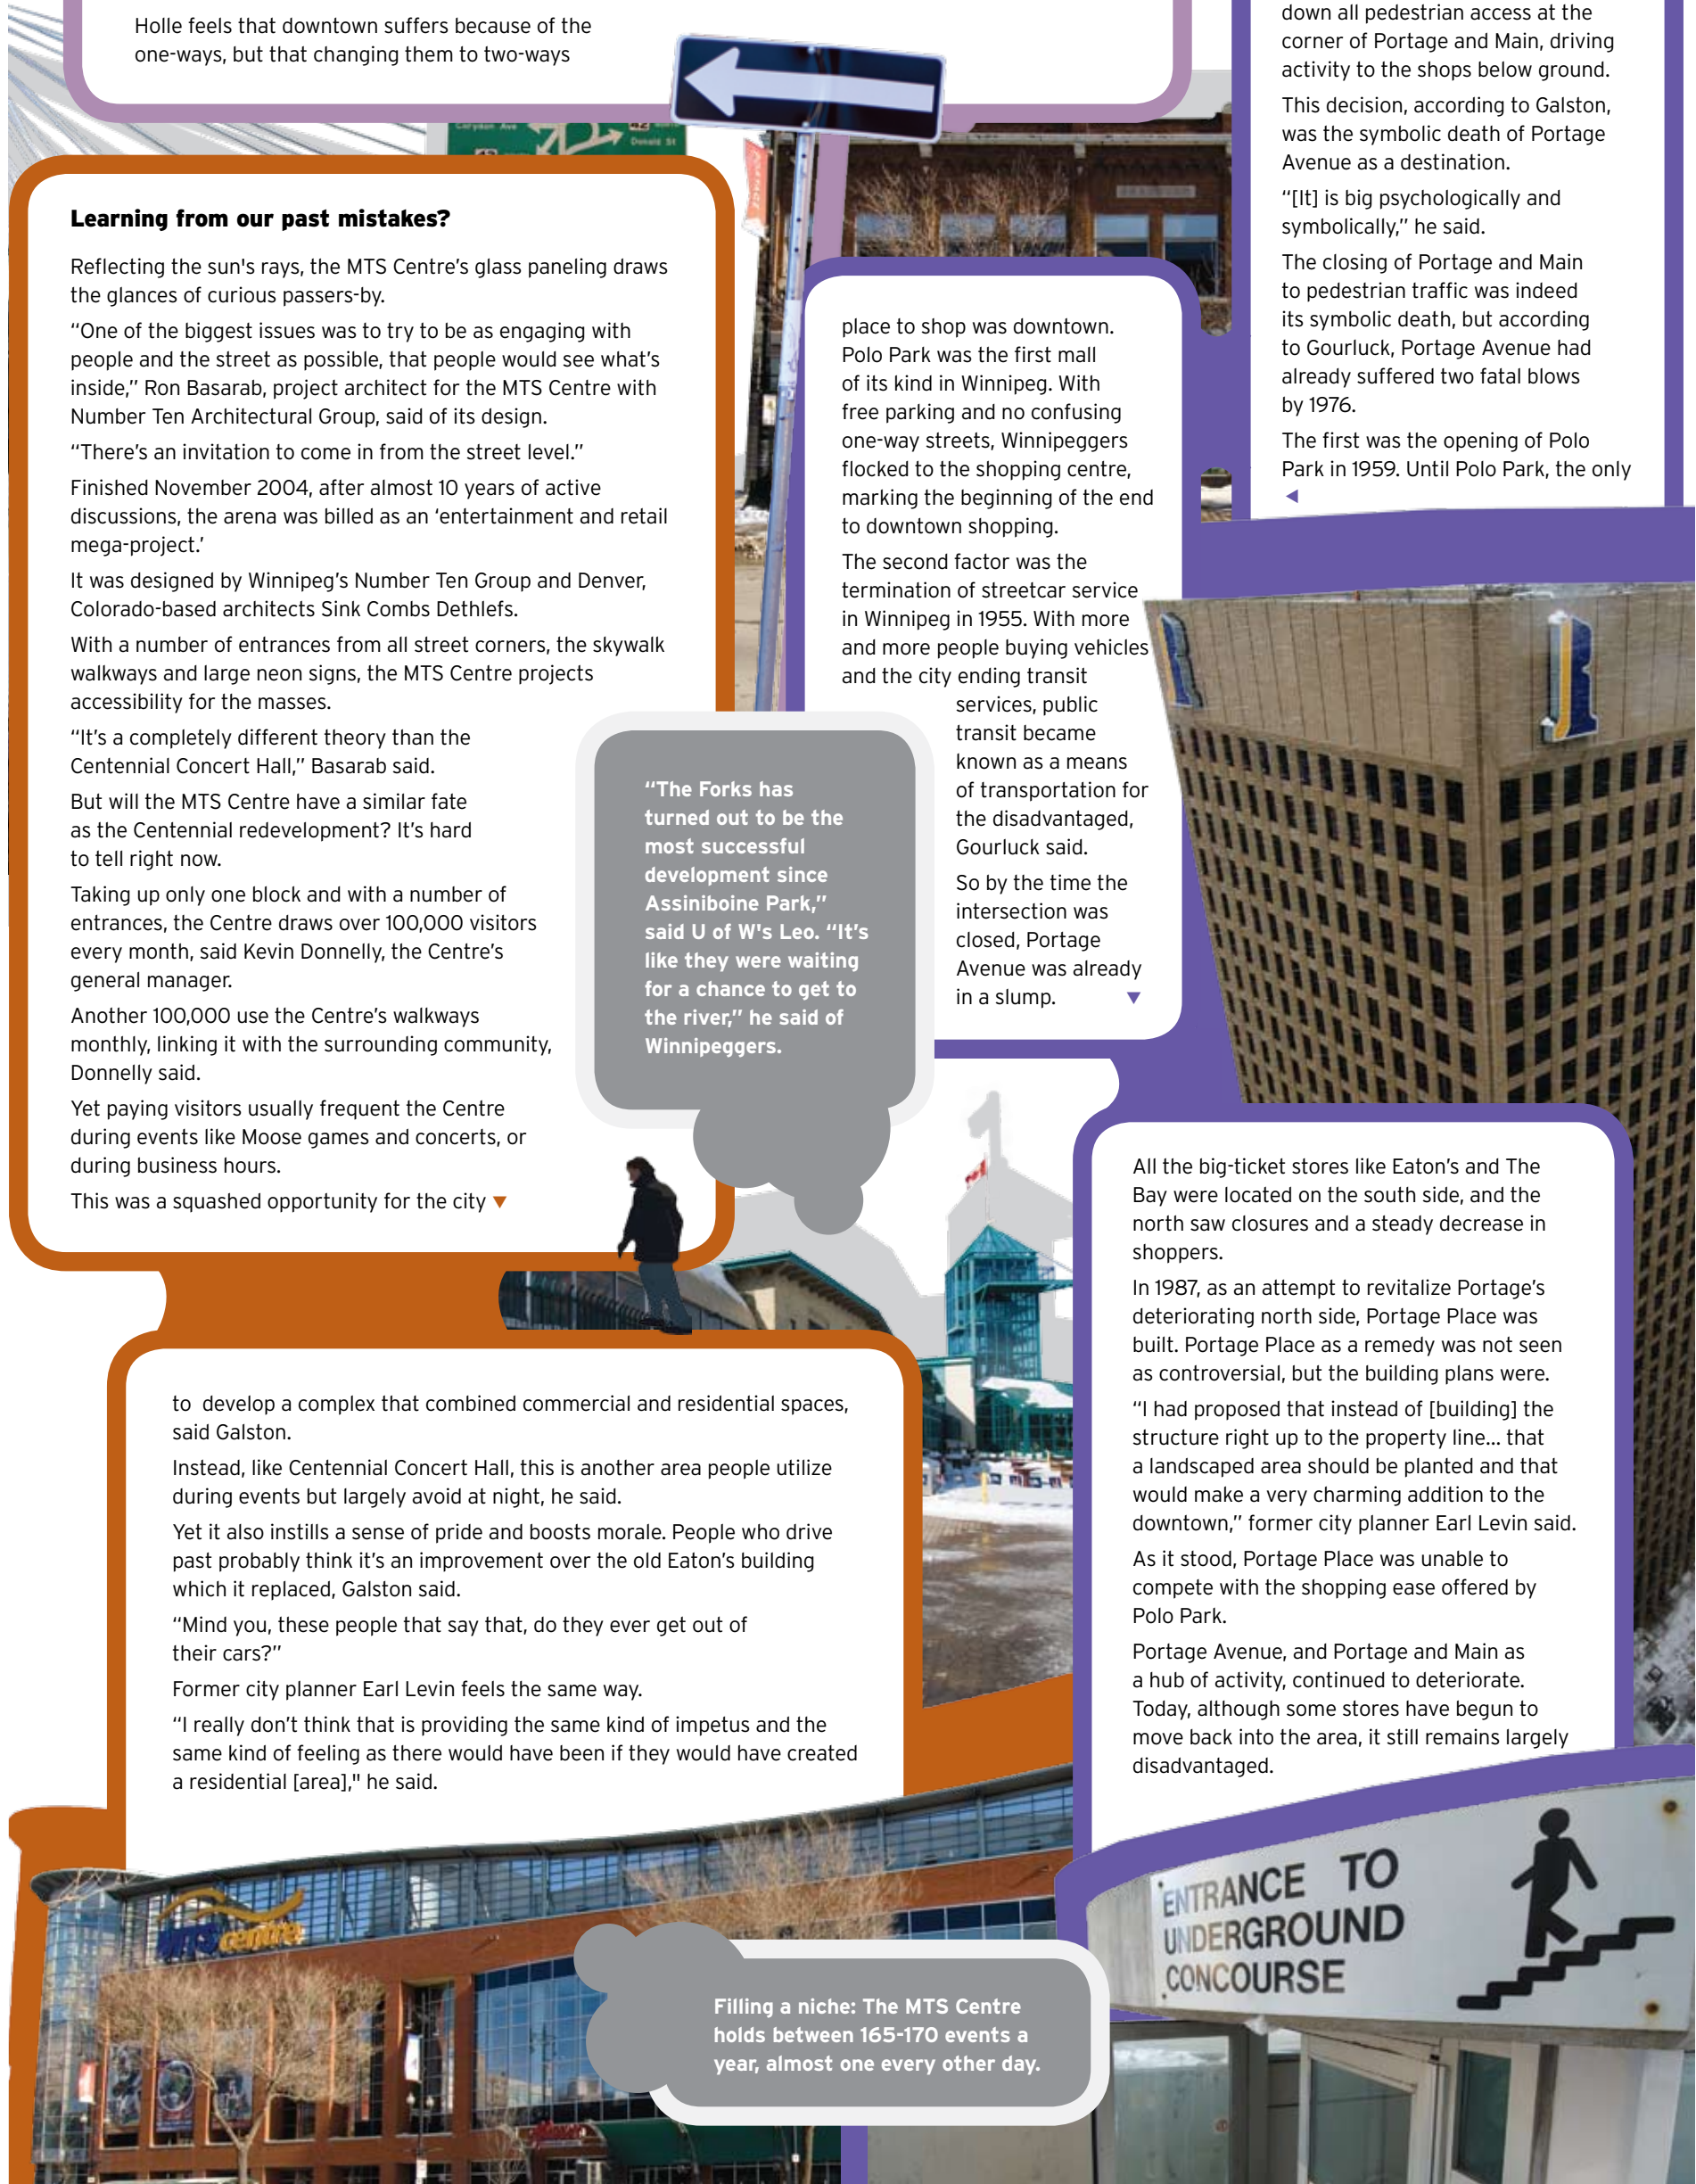 Holle feels that downtown suffers because of the
one-ways, but that changing them to two-ways
Corydon Ave
42
Donald St
Learning from our past mistakes?
Reflecting the sun's rays, the MTS Centre’s glass paneling draws
the glances of curious passers-by.
“One of the biggest issues was to try to be as engaging with
people and the street as possible, that people would see what’s
inside,” Ron Basarab, project architect for the MTS Centre with
Number Ten Architectural Group, said of its design.
“There’s an invitation to come in from the street level.”
Finished November 2004, after almost 10 years of active
discussions, the arena was billed as an ‘entertainment and retail
mega-project.’
It was designed by Winnipeg’s Number Ten Group and Denver,
Colorado-based architects Sink Combs Dethlefs.
With a number of entrances from all street corners, the skywalk
walkways and large neon signs, the MTS Centre projects
accessibility for the masses.
“It’s a completely different theory than the
Centennial Concert Hall,” Basarab said.
But will the MTS Centre have a similar fate
as the Centennial redevelopment? It’s hard
to tell right now.
Taking up only one block and with a number of
entrances, the Centre draws over 100,000 visitors
every month, said Kevin Donnelly, the Centre’s
general manager.
Another 100,000 use the Centre’s walkways
monthly, linking it with the surrounding community,
Donnelly said.
Yet paying visitors usually frequent the Centre
during events like Moose games and concerts, or
during business hours.
This was a squashed opportunity for the city ▼
to develop a complex that combined commercial and residential spaces,
said Galston.
Instead, like Centennial Concert Hall, this is another area people utilize
during events but largely avoid at night, he said.
Yet it also instills a sense of pride and boosts morale. People who drive
past probably think it’s an improvement over the old Eaton’s building
which it replaced, Galston said.
“Mind you, these people that say that, do they ever get out of
their cars?”
Former city planner Earl Levin feels the same way.
“I really don’t think that is providing the same kind of impetus and the
same kind of feeling as there would have been if they would have created
a residential [area]," he said.
“The Forks has
turned out to be the
most successful
development since
Assiniboine Park,”
said U of W's Leo. “It’s
like they were waiting
for a chance to get to
the river,” he said of
Winnipeggers.
down all pedestrian access at the
corner of Portage and Main, driving
activity to the shops below ground.
This decision, according to Galston,
was the symbolic death of Portage
Avenue as a destination.
“[It] is big psychologically and
symbolically,” he said.
The closing of Portage and Main
to pedestrian traffic was indeed
its symbolic death, but according
to Gourluck, Portage Avenue had
already suffered two fatal blows
by 1976.
The first was the opening of Polo
Park in 1959. Until Polo Park, the only
◀
place to shop was downtown.
Polo Park was the first mall
of its kind in Winnipeg. With
free parking and no confusing
one-way streets, Winnipeggers
flocked to the shopping centre,
marking the beginning of the end
to downtown shopping.
The second factor was the
termination of streetcar service
in Winnipeg in 1955. With more
and more people buying vehicles
and the city ending transit
services, public
transit became
known as a means
of transportation for
the disadvantaged,
Gourluck said.
So by the time the
intersection was
closed, Portage
Avenue was already
in a slump. ▼
All the big-ticket stores like Eaton’s and The
Bay were located on the south side, and the
north saw closures and a steady decrease in
shoppers.
In 1987, as an attempt to revitalize Portage’s
deteriorating north side, Portage Place was
built. Portage Place as a remedy was not seen
as controversial, but the building plans were.
“I had proposed that instead of [building] the
structure right up to the property line... that
a landscaped area should be planted and that
would make a very charming addition to the
downtown,” former city planner Earl Levin said.
As it stood, Portage Place was unable to
compete with the shopping ease offered by
Polo Park.
Portage Avenue, and Portage and Main as
a hub of activity, continued to deteriorate.
Today, although some stores have begun to
move back into the area, it still remains largely
disadvantaged.
MTS centre
Filling a niche: The MTS Centre
holds between 165-170 events a
year, almost one every other day.
ENTRANCE TO
UNDERGROUND
CONCOURSE